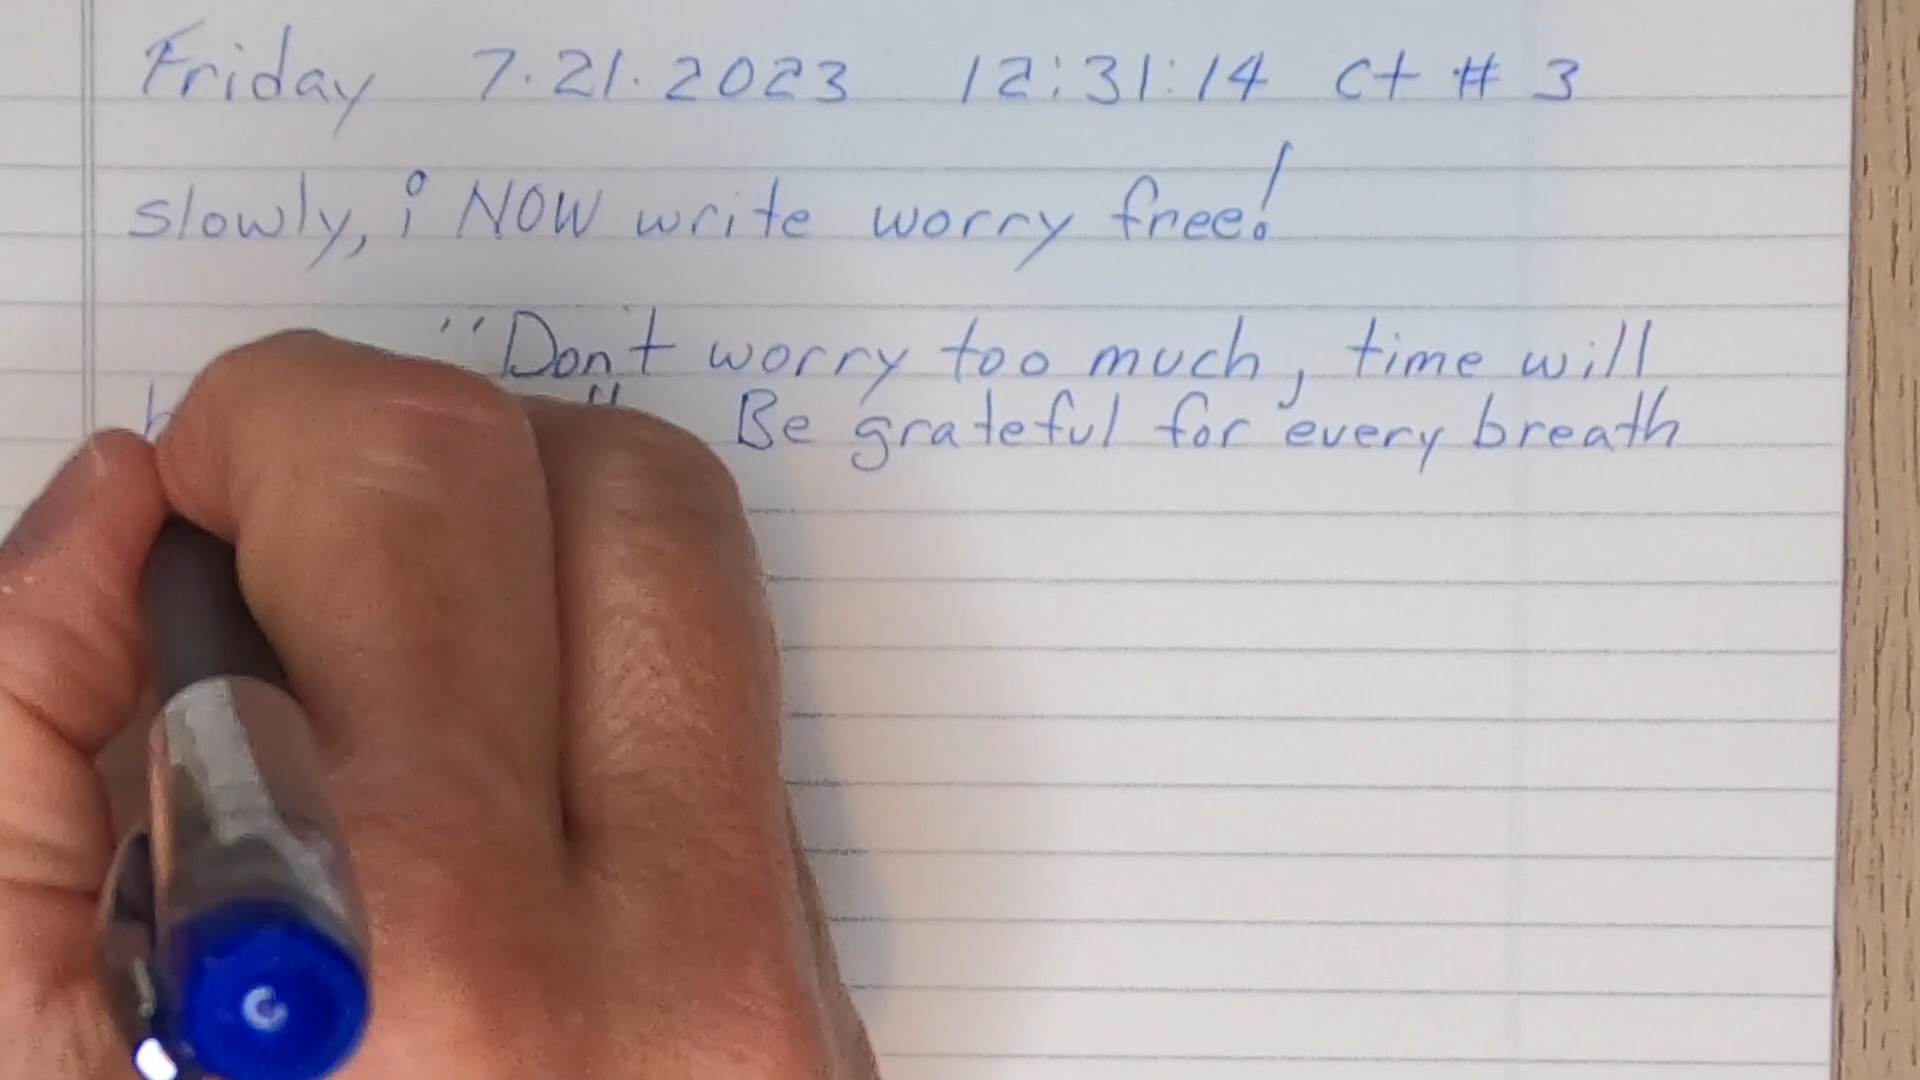 Friday 7.21.2023 12:31:14 Ct # 3
slowly, i NOW write worry free!
"Don't worry too much, time will
Be grateful for every breath